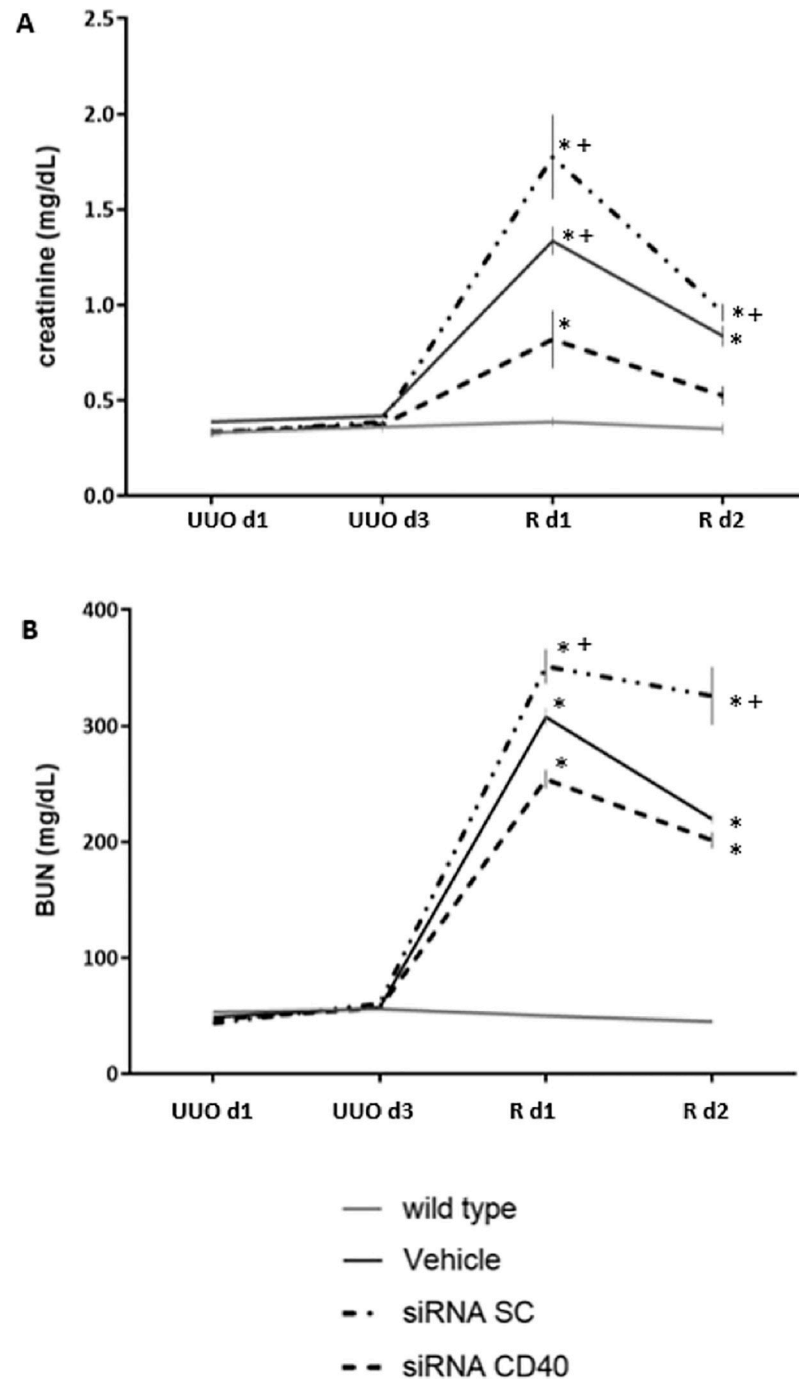 A
creatinine (mg/dL)
2.5
2.0
1.5
1.0
0.5
0.0
* +
* +
*
* +
*
UUO d1 UUO d3 R d1 R d2
B
BUN (mg/dL)
400
300
200
100
0
* +
*
*
* +
*
*
UUO d1 UUO d3 R d1 R d2
wild type
Vehicle
siRNA SC
siRNA CD40